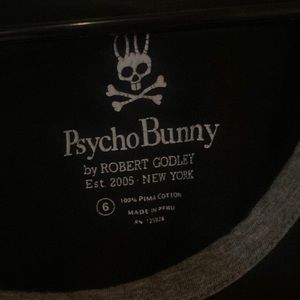 PsychoBunny
by ROBERT GODLEY
Est 2005 · NEW YORK
6 100% PIMA COTTON
MADE IN PERU